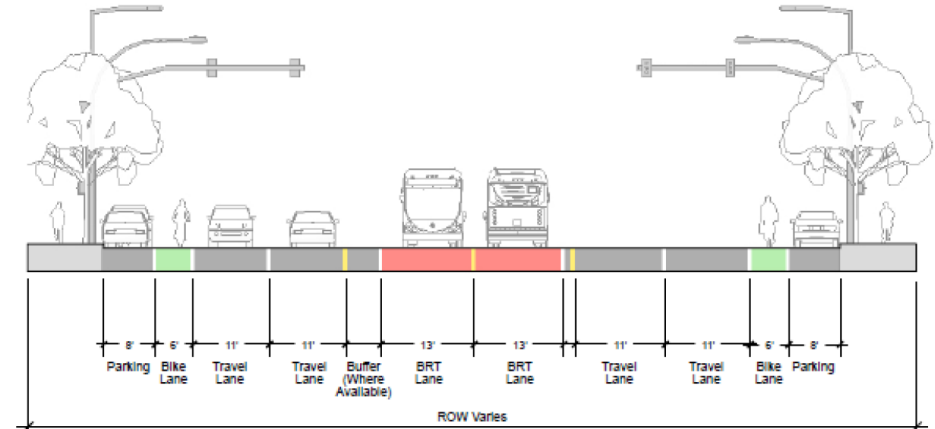 8' 6' 11' 11' 13' 13' 11' 11' 6' 8'
Parking Bike Travel Travel Buffer BRT BRT Travel Travel Bike Parking
Lane Lane Lane (Where Lane Lane Lane Lane Lane
Available)
ROW Varies